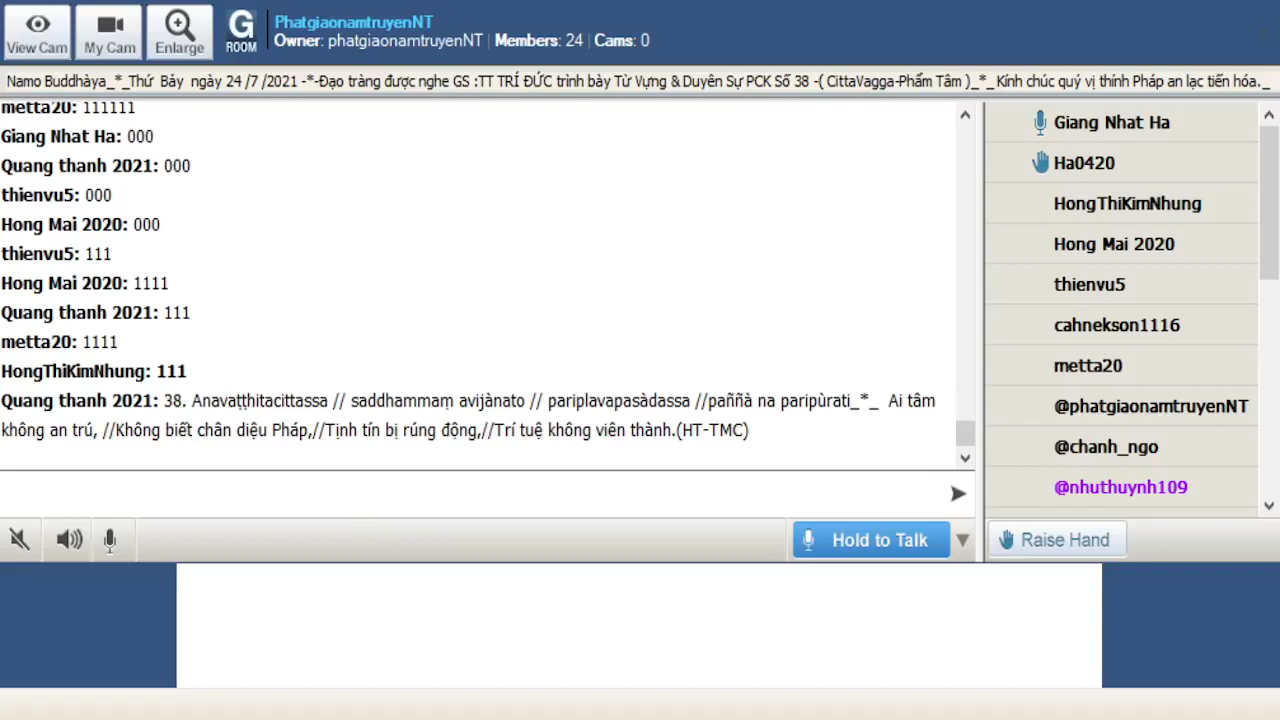 View Cam
My Cam
Enlarge
G
ROOM
PhatgiaonamtruyenNT
Owner: phatgiaonamtruyenNT | Members: 24 | Cams: 0
Namo Buddhàya_*_Thứ Bảy ngày 24 /7 /2021 -*-Đạo tràng được nghe GS :TT TRÍ ĐỨC trình bày Từ Vựng & Duyên Sự PCK Số 38 -( CittaVagga-Phẩm Tâm )_*_Kính chúc quý vị thính Pháp an lạc tiến hóa._
metta20: 111111
Giang Nhat Ha: 000
Quang thanh 2021: 000
thienvu5: 000
Hong Mai 2020: 000
thienvu5: 111
Hong Mai 2020: 1111
Quang thanh 2021: 111
metta20: 1111
HongThiKimNhung: 111
Quang thanh 2021: 38. Anavaṭṭhitacittassa // saddhammaṃ avijànato // pariplavapasàdassa //paññà na paripùrati_*_ Ai tâm
không an trú, //Không biết chân diệu Pháp,//Tịnh tín bị rúng động,//Trí tuệ không viên thành.(HT-TMC)
Giang Nhat Ha
Ha0420
HongThiKimNhung
Hong Mai 2020
thienvu5
cahnekson1116
metta20
@phatgiaonamtruyenNT
@chanh_ngo
@nhuthuynh109
Hold to Talk
Raise Hand